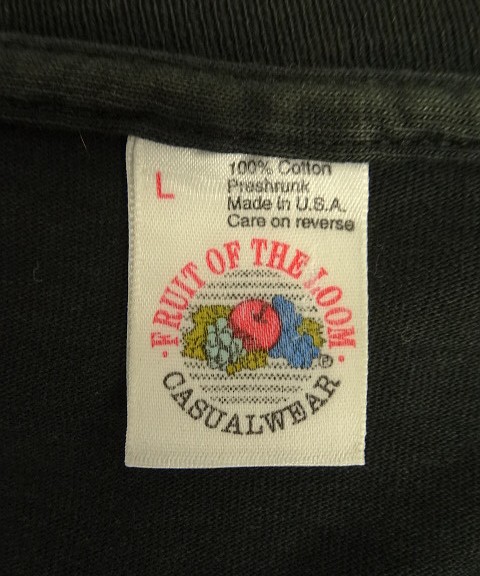 100% Cotton
L
Preshrunk
Made in U.S.A.
Care on reverse
· FRUIT OF THE LOOM ·
®
CASUALWEAR